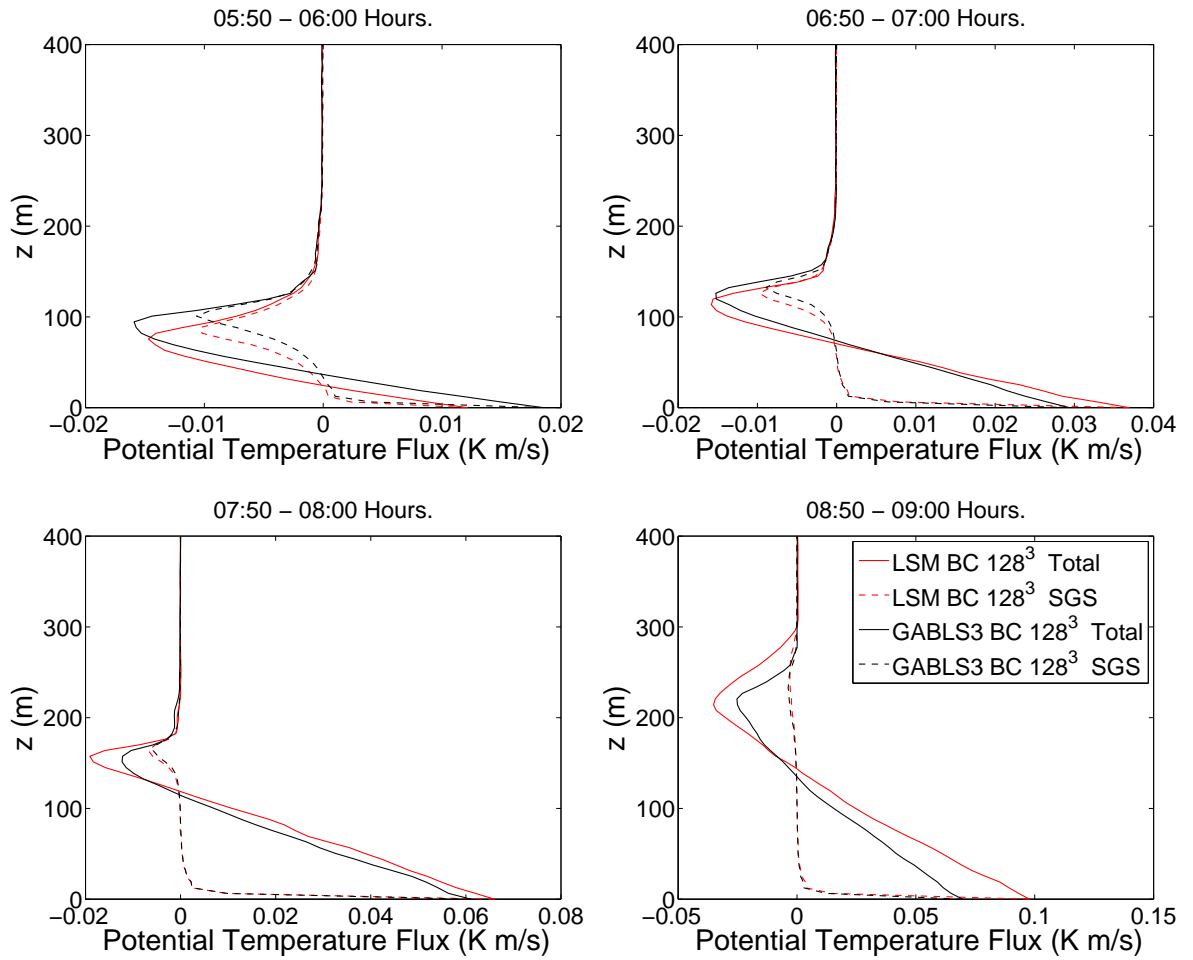 05:50 – 06:00 Hours.
400
300
200
100
0
z (m)
−0.02
−0.01
0
0.01
0.02
Potential Temperature Flux (K m/s)
06:50 – 07:00 Hours.
400
300
200
100
0
z (m)
−0.02
−0.01
0
0.01
0.02
0.03
0.04
Potential Temperature Flux (K m/s)
07:50 – 08:00 Hours.
400
300
200
100
0
z (m)
−0.02
0
0.02
0.04
0.06
0.08
Potential Temperature Flux (K m/s)
08:50 – 09:00 Hours.
400
300
200
100
0
z (m)
−0.05
0
0.05
0.1
0.15
Potential Temperature Flux (K m/s)
LSM BC 128³ Total
LSM BC 128³ SGS
GABLS3 BC 128³ Total
GABLS3 BC 128³ SGS